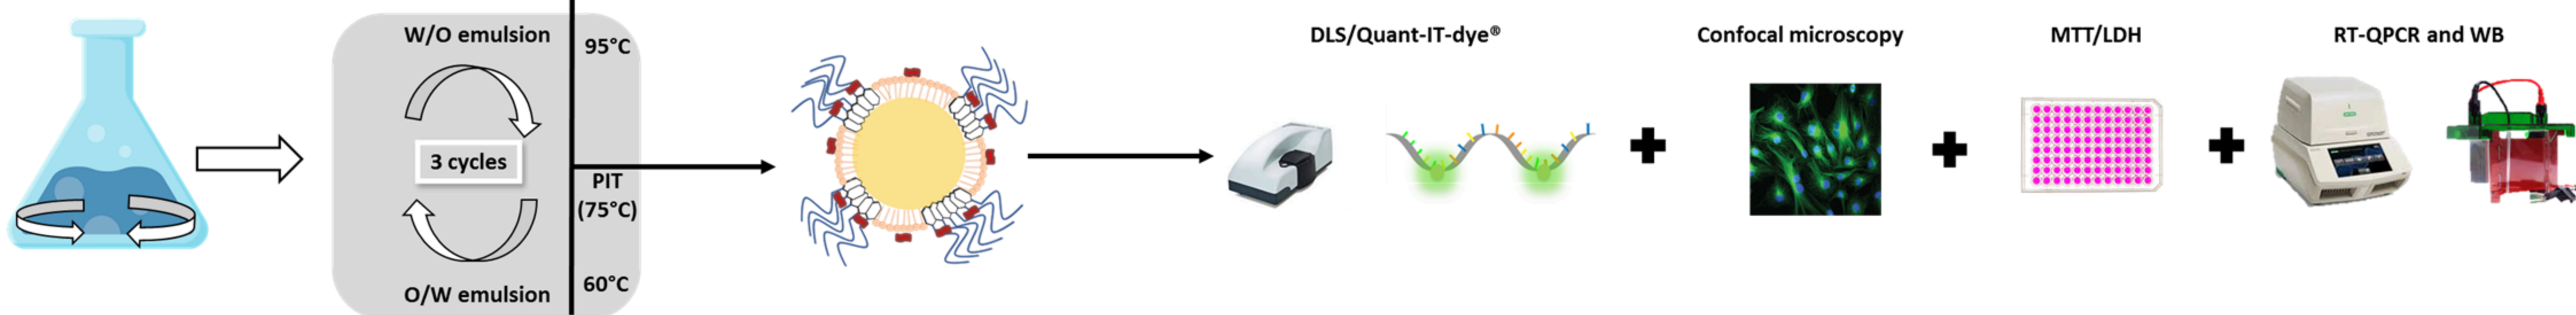 W/O emulsion
3 cycles
O/W emulsion
95°C
PIT
(75°C)
60°C
DLS/Quant-IT-dye®
Confocal microscopy
MTT/LDH
RT-QPCR and WB